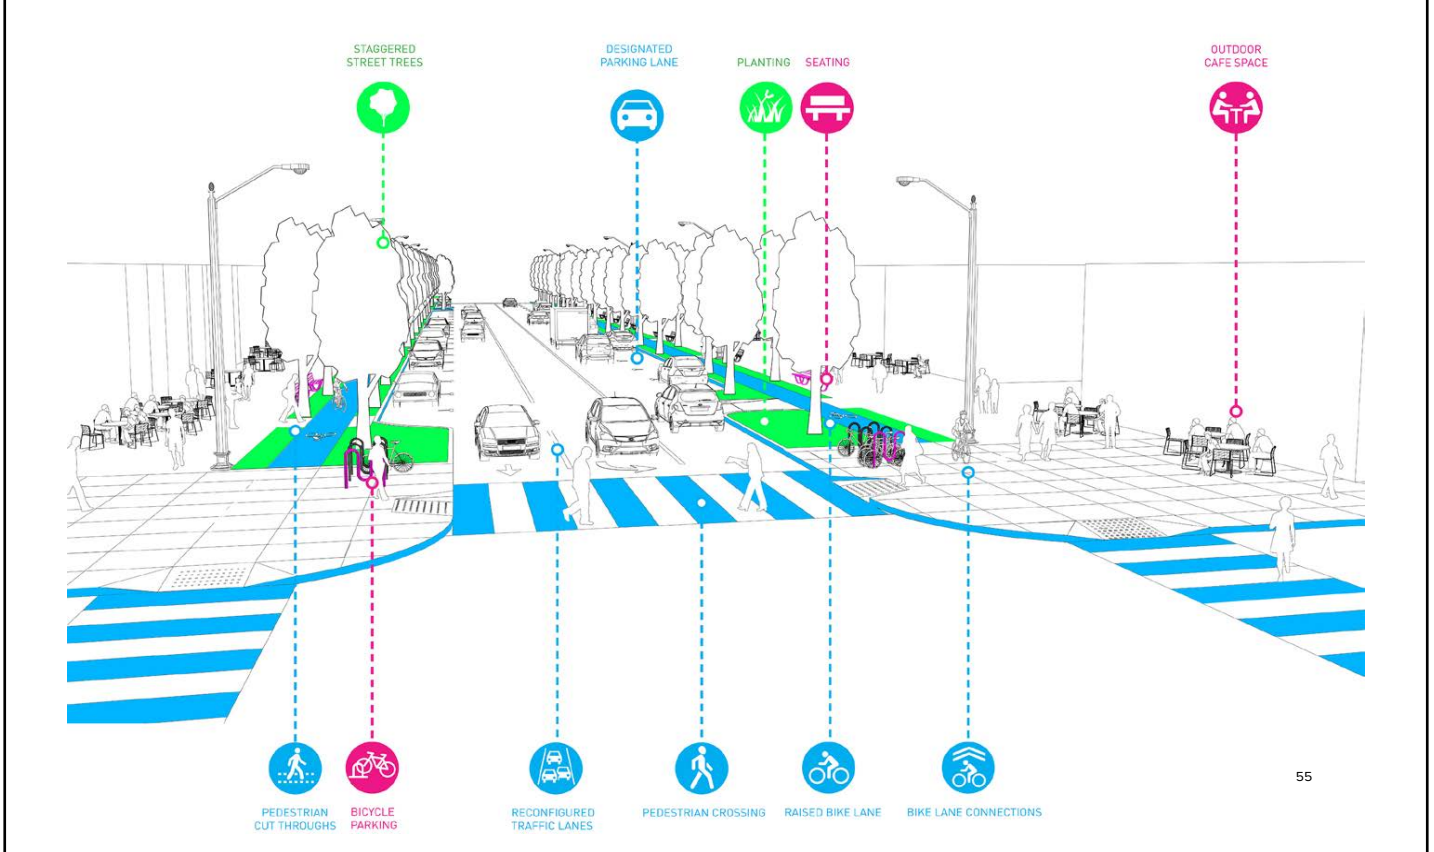 STAGGERED
STREET TREES
DESIGNATED
PARKING LANE
PLANTING
SEATING
OUTDOOR
CAFE SPACE
55
PEDESTRIAN
CUT THROUGHS
BICYCLE
PARKING
RECONFIGURED
TRAFFIC LANES
PEDESTRIAN CROSSING
RAISED BIKE LANE
BIKE LANE CONNECTIONS